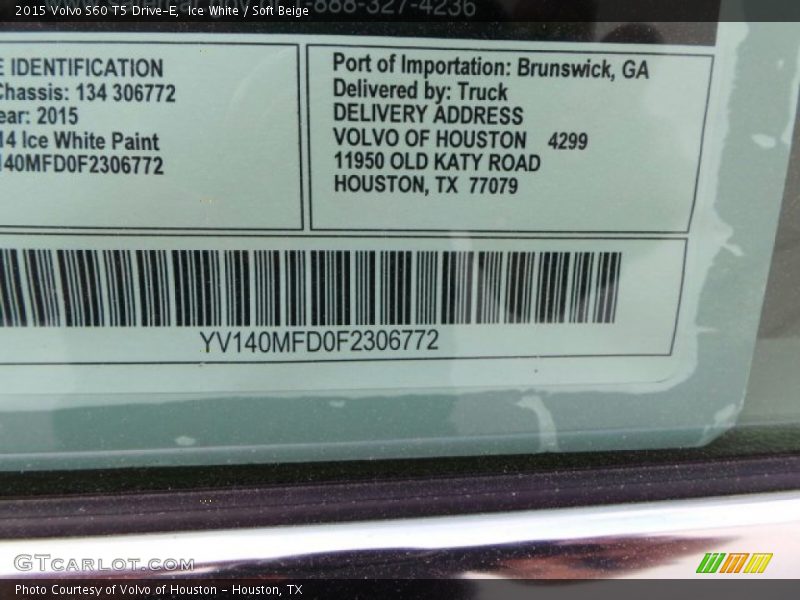 2015 Volvo S60 T5 Drive-E, Ice White / Soft Beige
888-327-4236
E IDENTIFICATION
Chassis: 134 306772
ear: 2015
14 Ice White Paint
140MFD0F2306772
Port of Importation: Brunswick, GA
Delivered by: Truck
DELIVERY ADDRESS
VOLVO OF HOUSTON 4299
11950 OLD KATY ROAD
HOUSTON, TX 77079
YV140MFD0F2306772
GTCARLOT.COM
Photo Courtesy of Volvo of Houston - Houston, TX